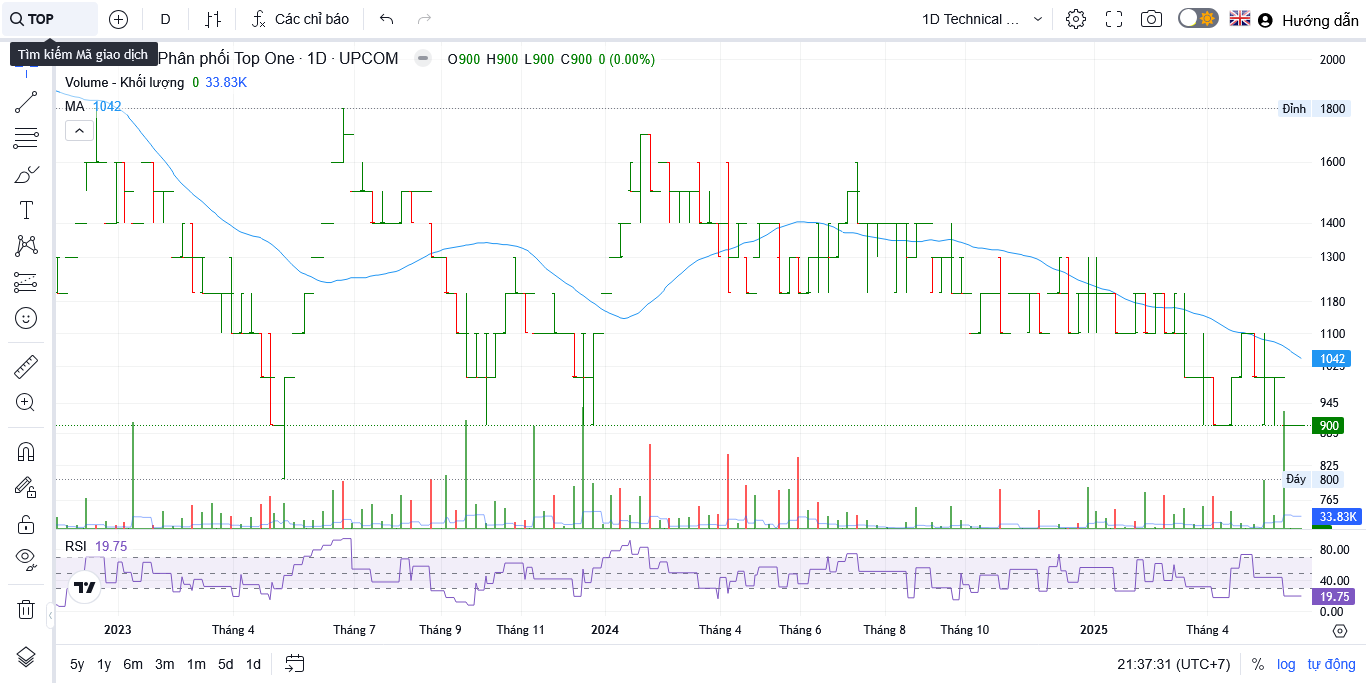 TOP D Các chỉ báo 1D Technical ... Hướng dẫn
Tìm kiếm Mã giao dịch
Phân phối Top One · 1D · UPCOM O900 H900 L900 C900 0 (0.00%)
Volume - Khối lượng 0 33.83K
MA 1042
2000
Đỉnh 1800
1600
1400
1300
1180
1100
1042
1025
945
900
885
825
Đáy 800
765
33.83K
RSI 19.75
80.00
40.00
19.75
0.00
2023 Tháng 4 Tháng 7 Tháng 9 Tháng 11 2024 Tháng 4 Tháng 6 Tháng 8 Tháng 10 2025 Tháng 4
5y 1y 6m 3m 1m 5d 1d 21:37:31 (UTC+7) % log tự động